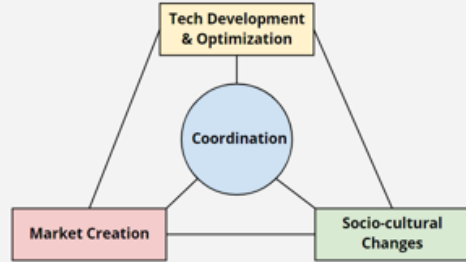 Tech Development
& Optimization
Coordination
Market Creation
Socio-cultural
Changes